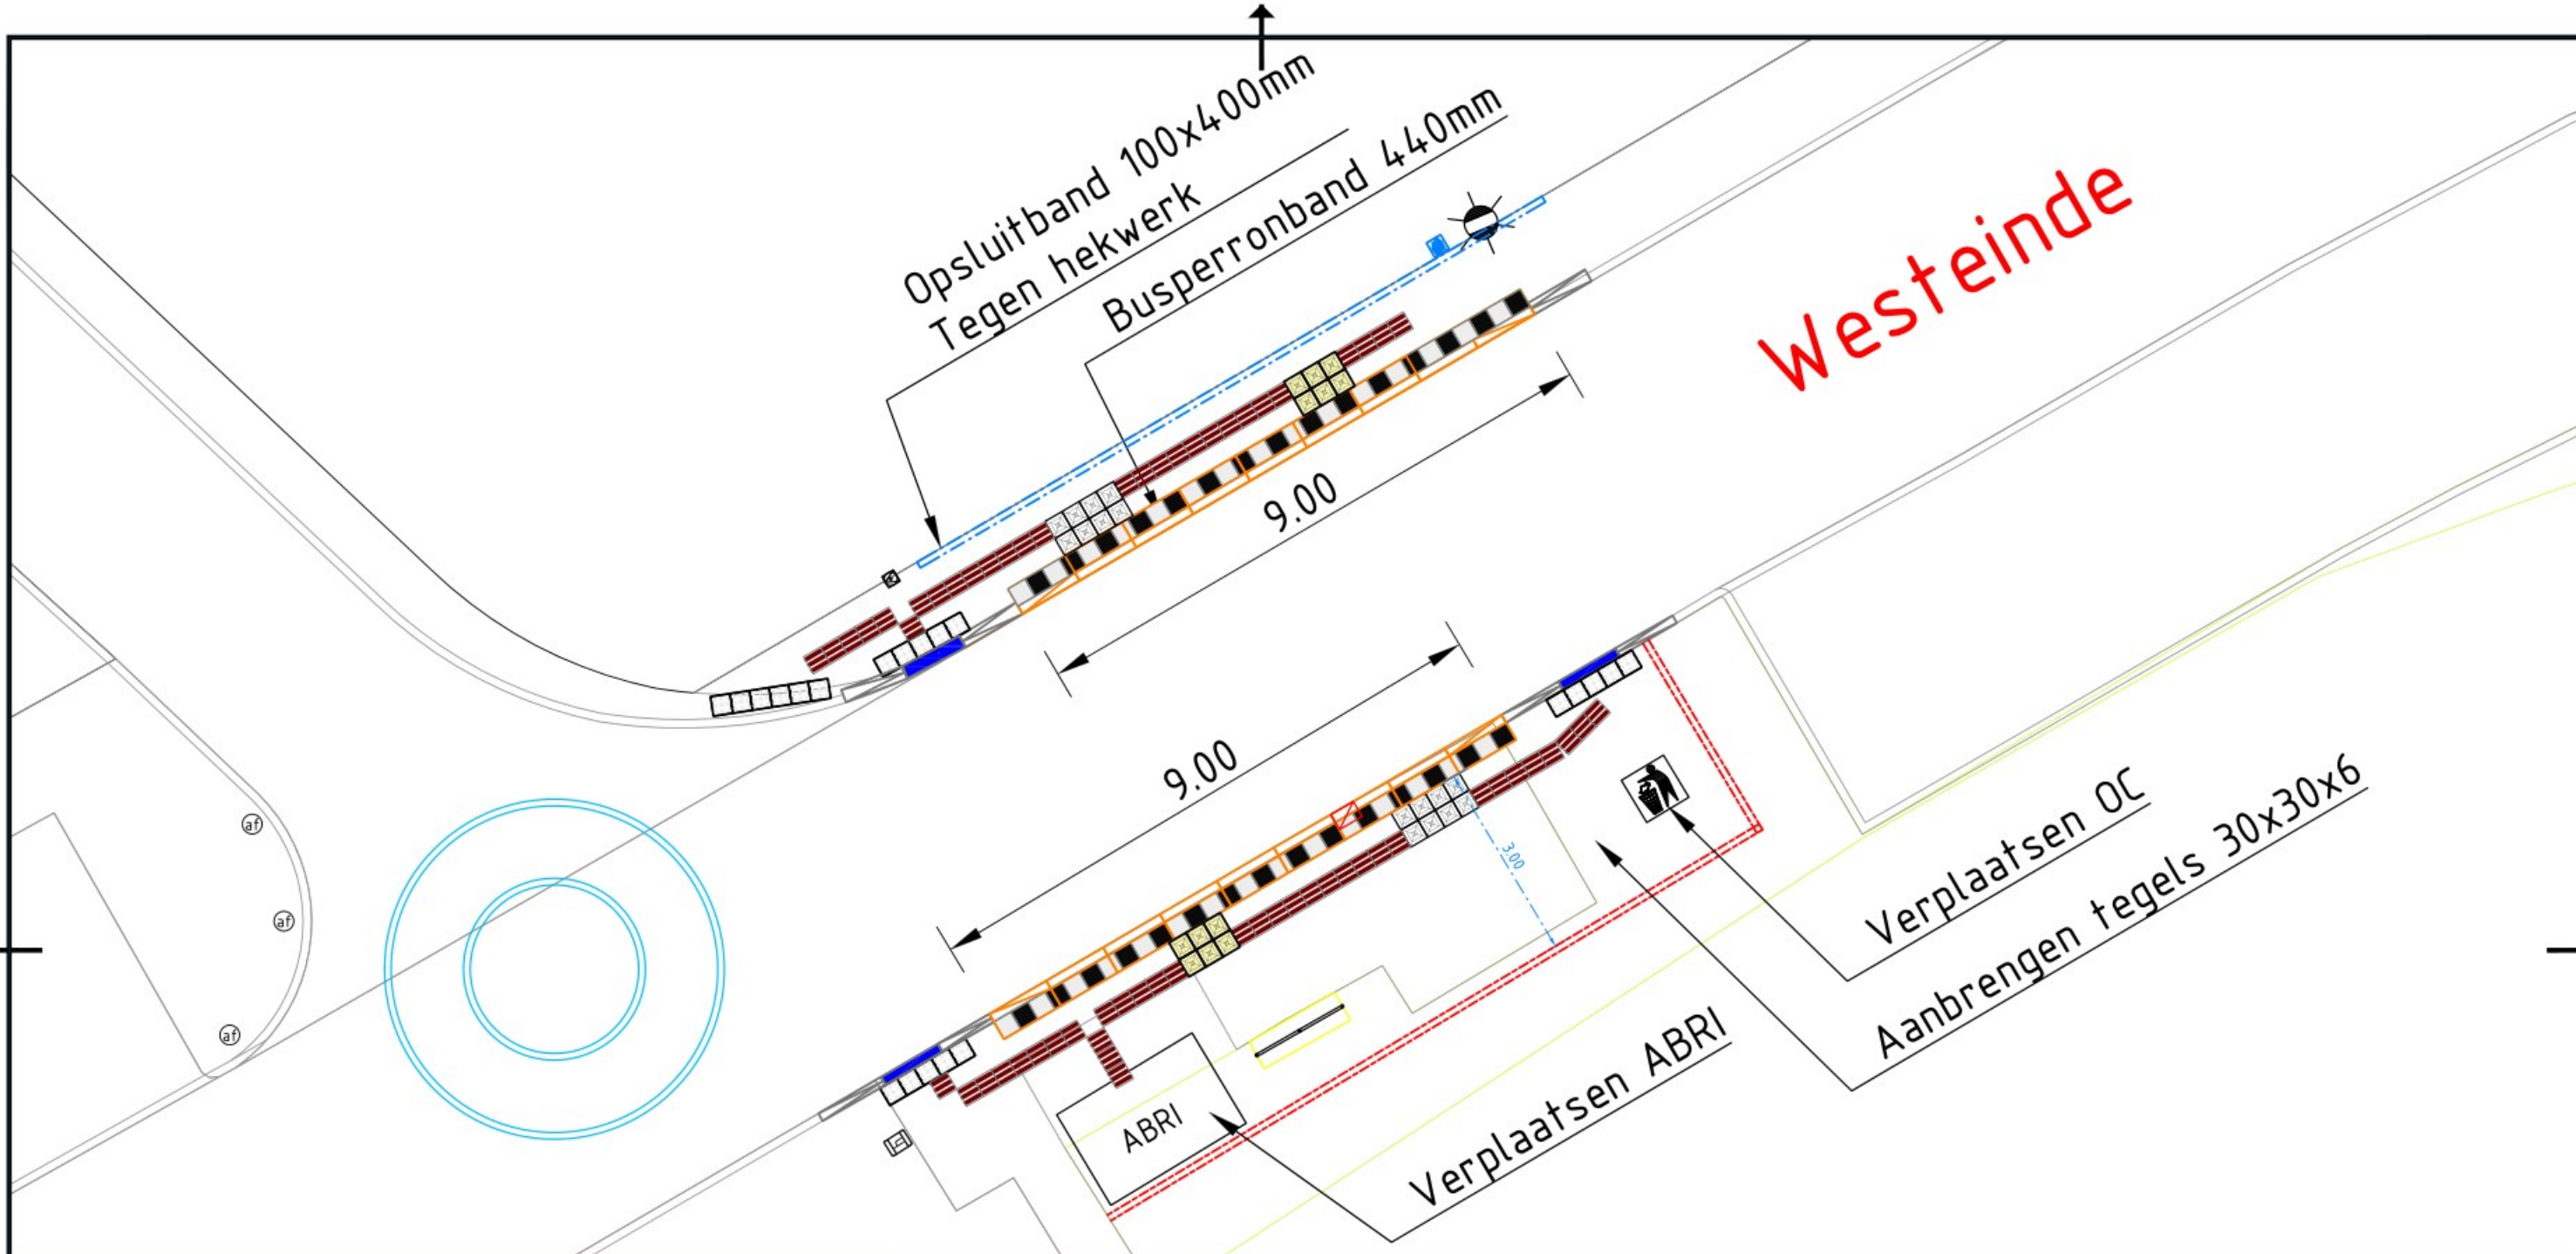 Opsluitband 100x400mm
Tegen hekwerk
Busperronband 440mm
Westeinde
9.00
9.00
3.00
af
af
af
Verplaatsen OC
Aanbrengen tegels 30x30x6
ABRI
Verplaatsen ABRI